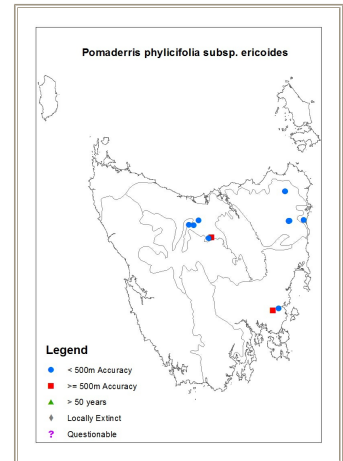 Pomaderris phylicifolia subsp. ericoides
Legend
< 500m Accuracy
>= 500m Accuracy
> 50 years
Locally Extinct
? Questionable